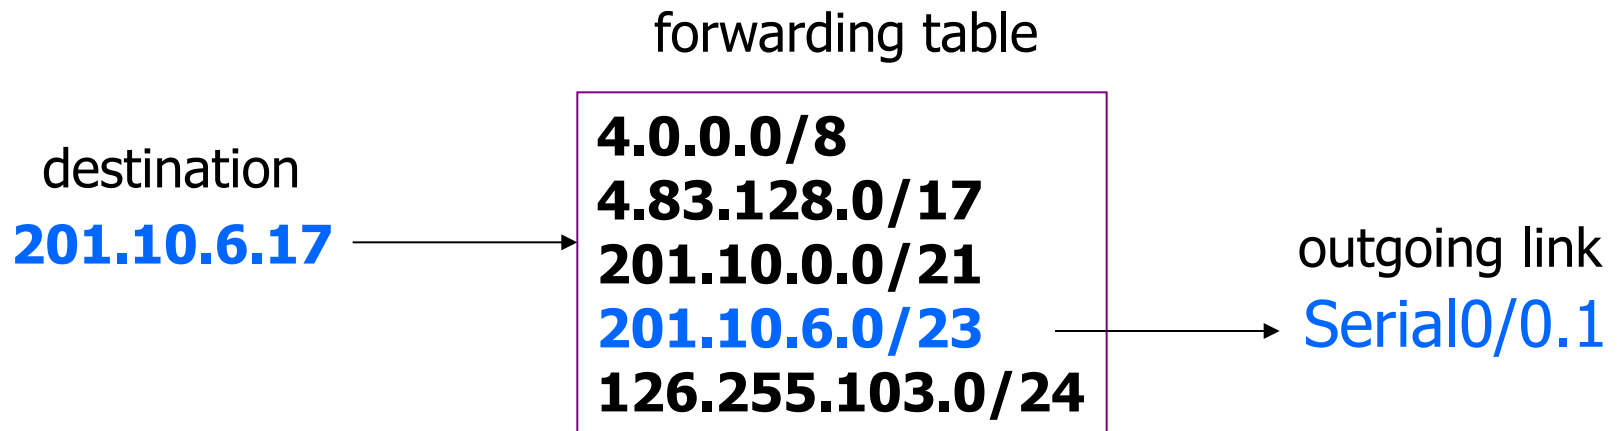 forwarding table
destination
201.10.6.17
4.0.0.0/8
4.83.128.0/17
201.10.0.0/21
201.10.6.0/23
126.255.103.0/24
outgoing link
Serial0/0.1